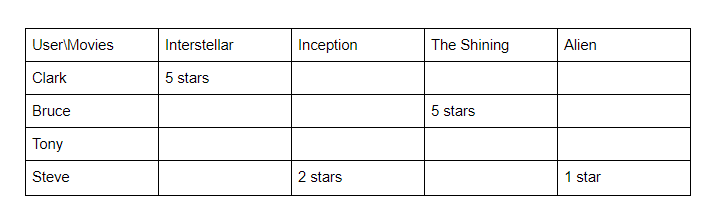 User\Movies Interstellar Inception The Shining Alien
Clark 5 stars
Bruce 5 stars
Tony
Steve 2 stars 1 star